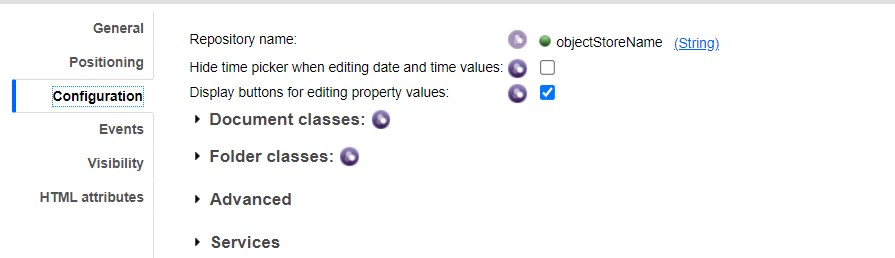 General
Positioning
Configuration
Events
Visibility
HTML attributes
Repository name: objectStoreName (String)
Hide time picker when editing date and time values:
Display buttons for editing property values:
Document classes:
Folder classes:
Advanced
Services